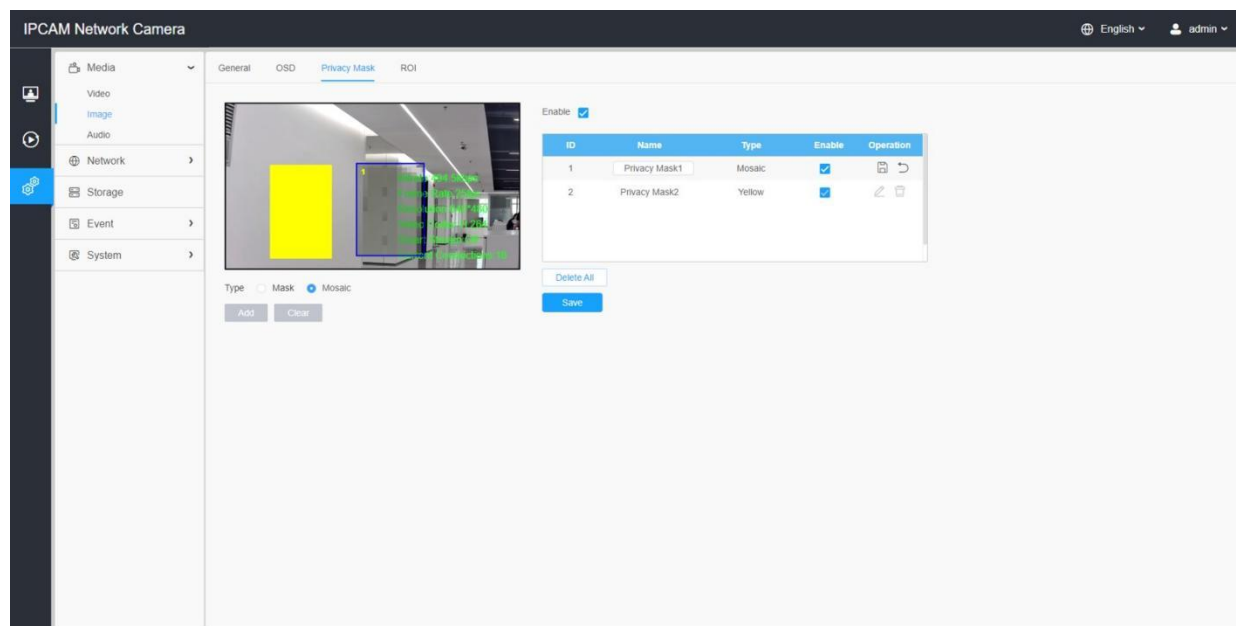 IPCAM Network Camera
English
admin
Media
Video
Image
Audio
Network
Storage
Event
System
General OSD Privacy Mask ROI
1
Type Mask Mosaic
Add Clear
Enable
ID Name Type Enable Operation
1 Privacy Mask1 Mosaic
2 Privacy Mask2 Yellow
Delete All
Save